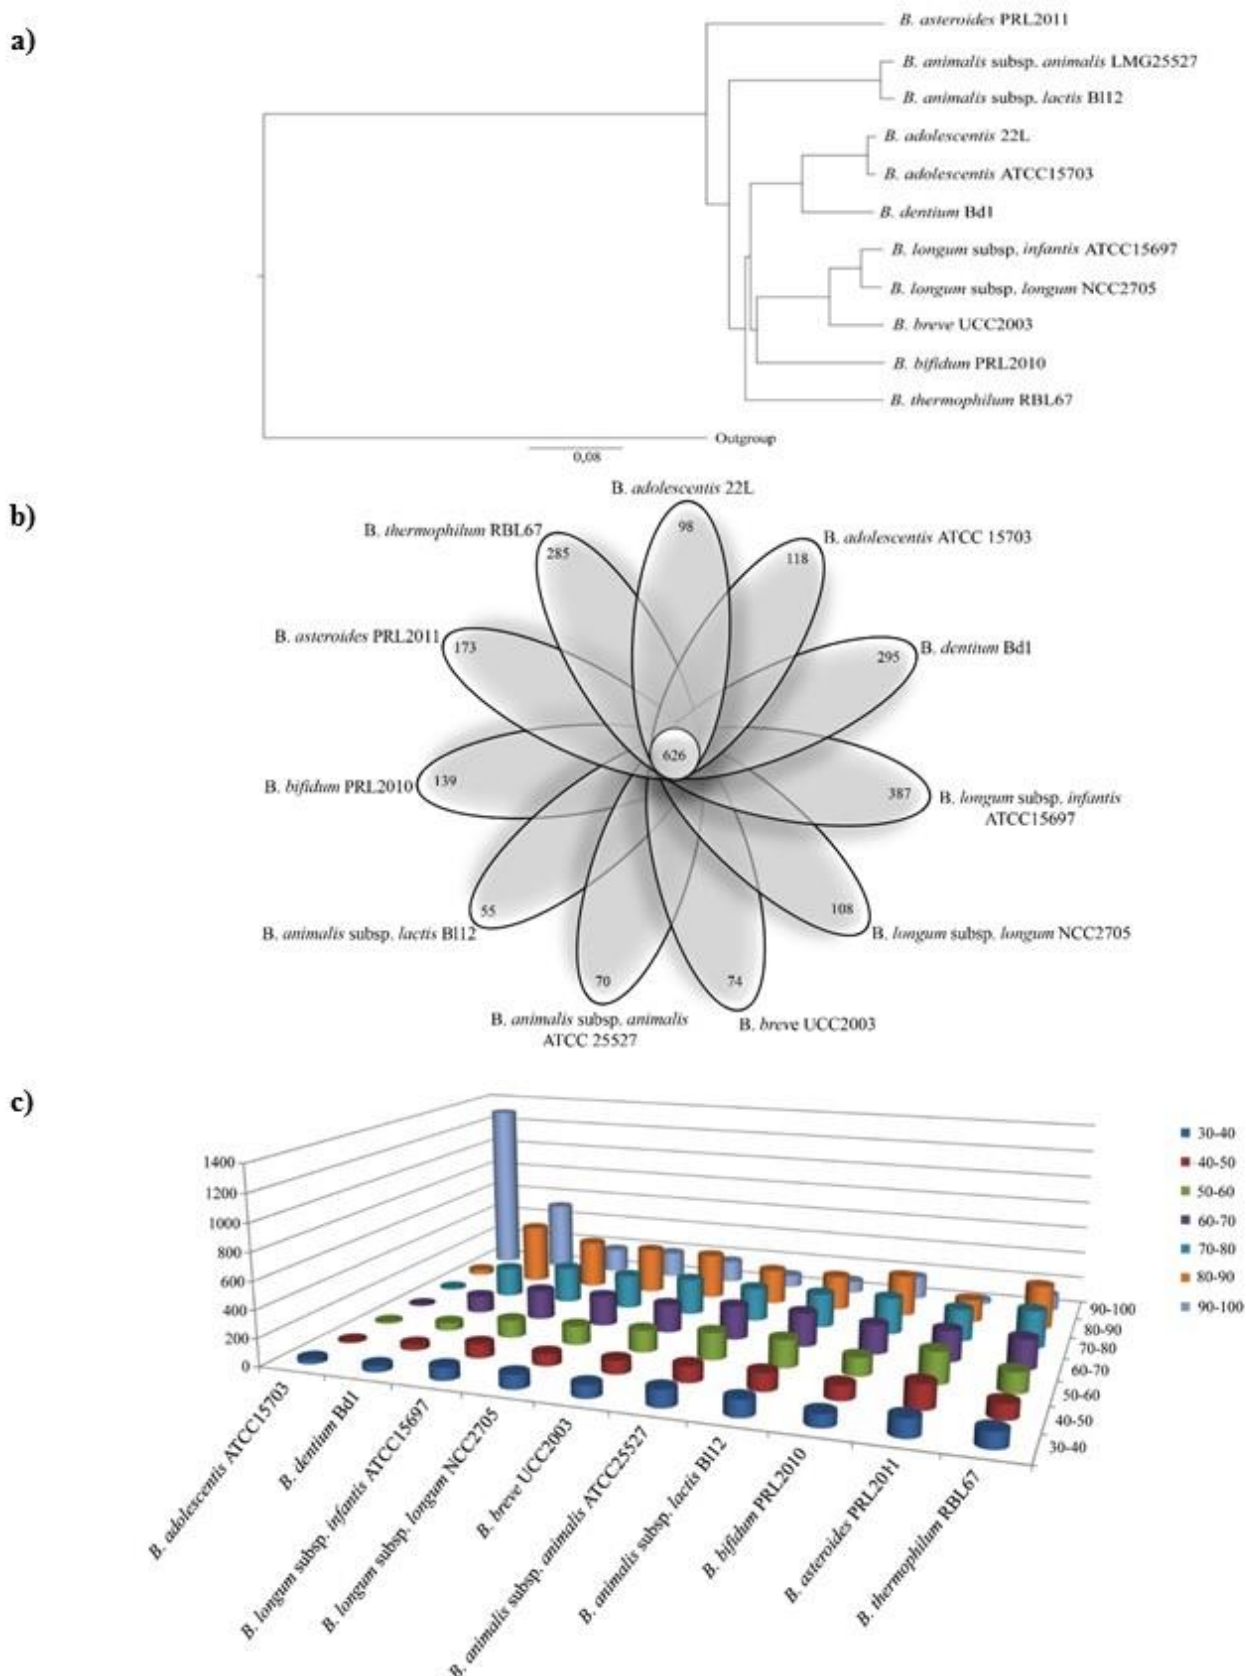 a)
B. asteroides PRL2011
B. animalis subsp. animalis LMG25527
B. animalis subsp. lactis Bl12
B. adolescentis 22L
B. adolescentis ATCC15703
B. dentium Bd1
B. longum subsp. infantis ATCC15697
B. longum subsp. longum NCC2705
B. breve UCC2003
B. bifidum PRL2010
B. thermophilum RBL67
Outgroup
0,08
b)
B. adolescentis 22L
98
B. adolescentis ATCC 15703
118
B. dentium Bd1
295
B. longum subsp. infantis
ATCC15697
387
B. longum subsp. longum NCC2705
108
B. breve UCC2003
74
B. animalis subsp. animalis
ATCC 25527
70
B. animalis subsp. lactis Bl12
55
B. bifidum PRL2010
139
B. asteroides PRL2011
173
B. thermophilum RBL67
285
626
c)
1400
1200
1000
800
600
400
200
0
B. adolescentis ATCC15703
B. dentium Bd1
B. longum subsp. infantis ATCC15697
B. longum subsp. longum NCC2705
B. breve UCC2003
B. animalis subsp. animalis ATCC25527
B. animalis subsp. lactis Bl12
B. bifidum PRL2010
B. asteroides PRL2011
B. thermophilum RBL67
90-100
80-90
70-80
60-70
50-60
40-50
30-40
30-40
40-50
50-60
60-70
70-80
80-90
90-100